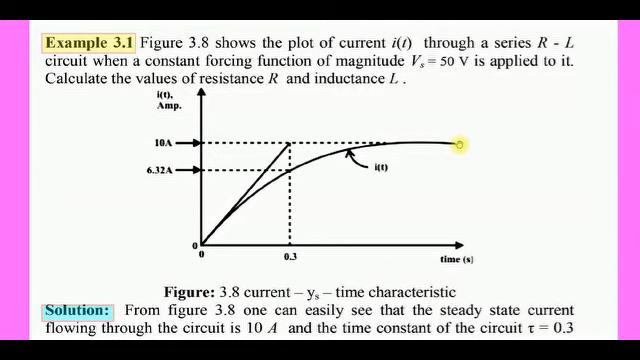 Example 3.1 Figure 3.8 shows the plot of current i(t) through a series R - L
circuit when a constant forcing function of magnitude Vₛ = 50 V is applied to it.
Calculate the values of resistance R and inductance L .
i(t),
Amp.
10A
6.32A
i(t)
0
0
0.3
time (s)
Figure: 3.8 current – yₛ – time characteristic
Solution: From figure 3.8 one can easily see that the steady state current
flowing through the circuit is 10 A and the time constant of the circuit τ = 0.3